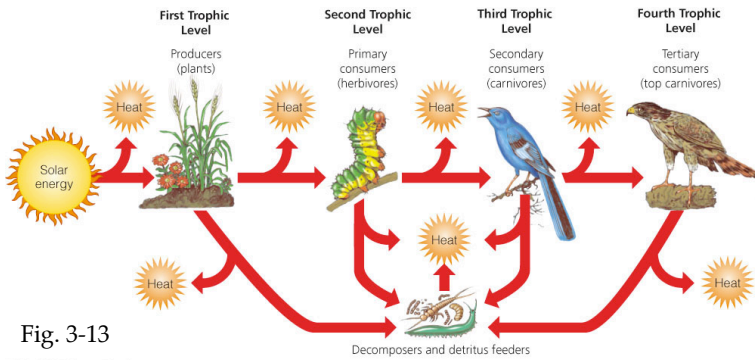 First Trophic
Level
Producers
(plants)
Second Trophic
Level
Primary
consumers
(herbivores)
Third Trophic
Level
Secondary
consumers
(carnivores)
Fourth Trophic
Level
Tertiary
consumers
(top carnivores)
Heat
Heat
Heat
Heat
Solar
energy
Heat
Heat
Heat
Fig. 3-13
Decomposers and detritus feeders